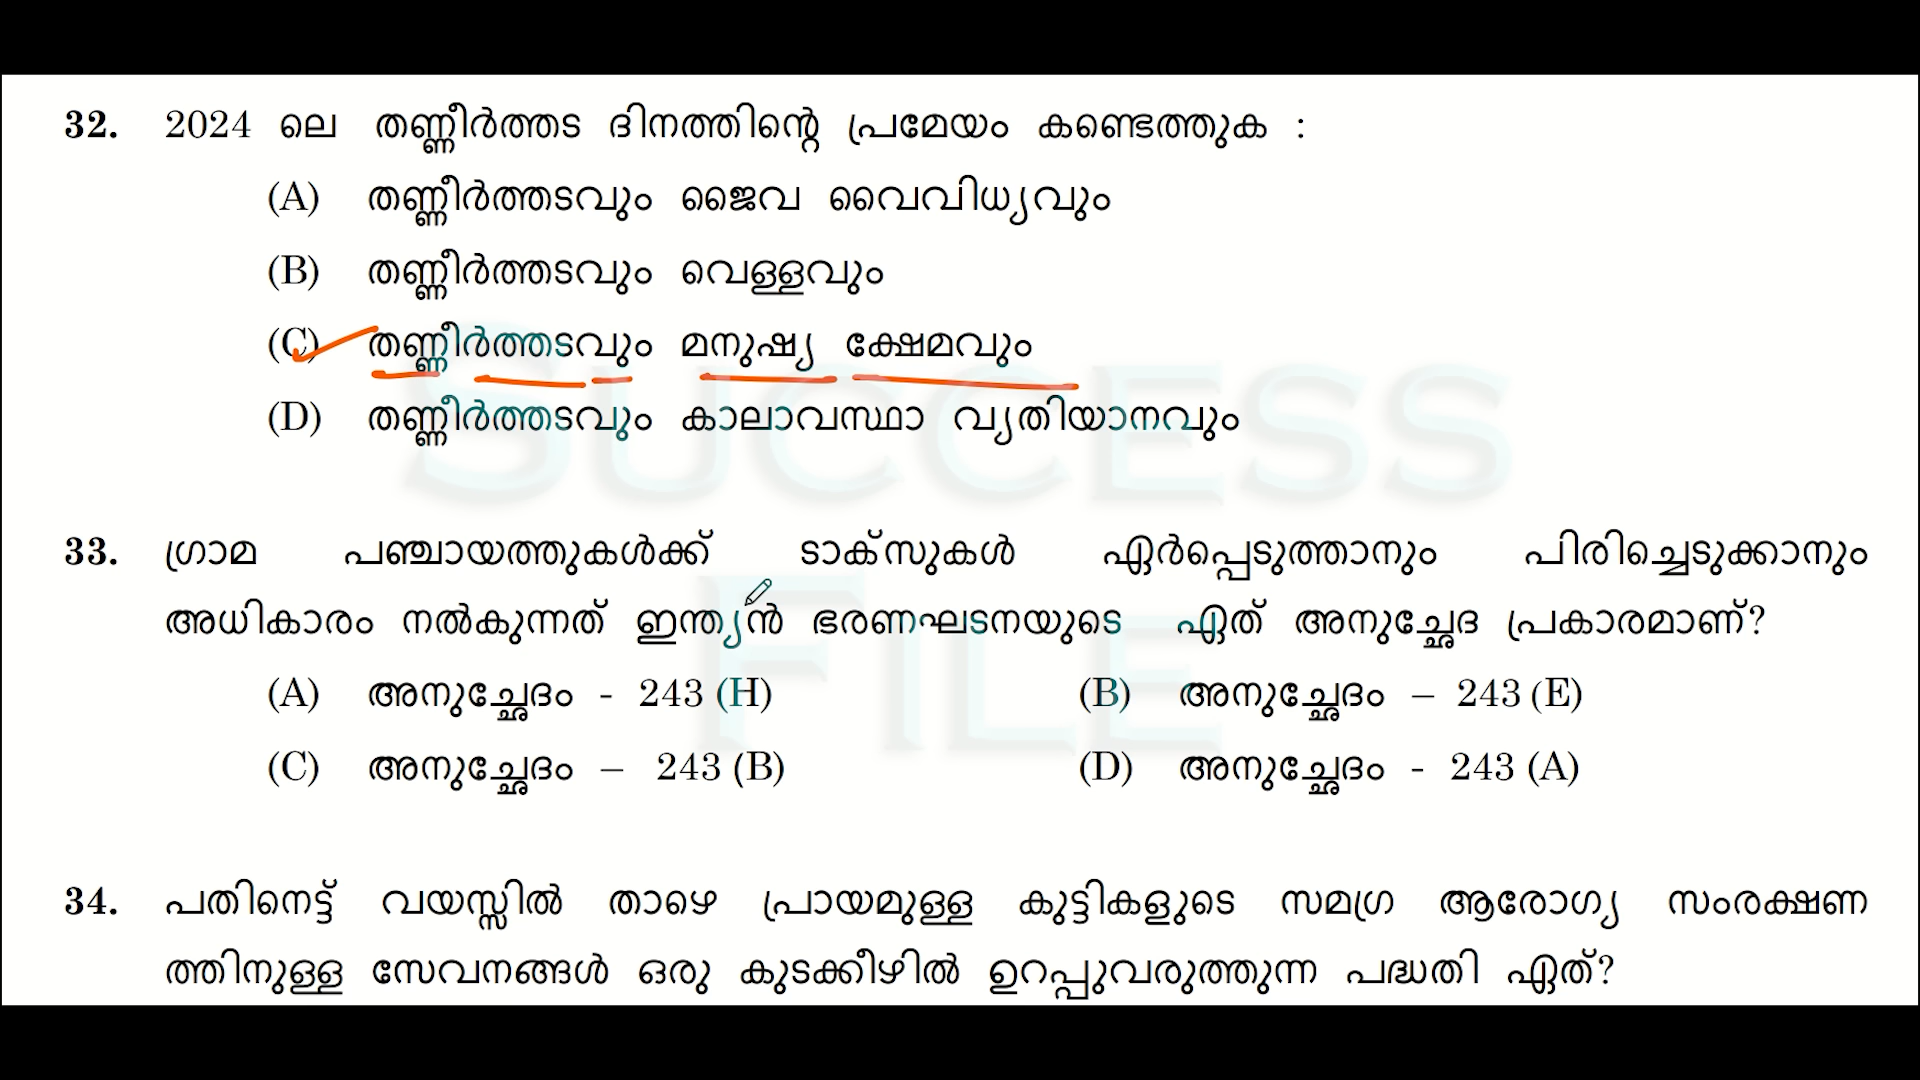 32. 2024 ലെ തണ്ണീർത്തട ദിനത്തിന്റെ പ്രമേയം കണ്ടെത്തുക :
(A) തണ്ണീർത്തടവും ജൈവ വൈവിധ്യവും
(B) തണ്ണീർത്തടവും വെള്ളവും
(C) തണ്ണീർത്തടവും മനുഷ്യ ക്ഷേമവും
(D) തണ്ണീർത്തടവും കാലാവസ്ഥാ വ്യതിയാനവും
SUCCESS
33. ഗ്രാമ പഞ്ചായത്തുകൾക്ക് ടാക്സുകൾ ഏർപ്പെടുത്താനും പിരിച്ചെടുക്കാനും
അധികാരം നൽകുന്നത് ഇന്ത്യൻ ഭരണഘടനയുടെ ഏത് അനുച്ഛേദ പ്രകാരമാണ്?
FILE
(A) അനുച്ഛേദം - 243 (H) (B) അനുച്ഛേദം – 243 (E)
(C) അനുച്ഛേദം – 243 (B) (D) അനുച്ഛേദം - 243 (A)
34. പതിനെട്ട് വയസ്സിൽ താഴെ പ്രായമുള്ള കുട്ടികളുടെ സമഗ്ര ആരോഗ്യ സംരക്ഷണ
ത്തിനുള്ള സേവനങ്ങൾ ഒരു കുടക്കീഴിൽ ഉറപ്പുവരുത്തുന്ന പദ്ധതി ഏത്?